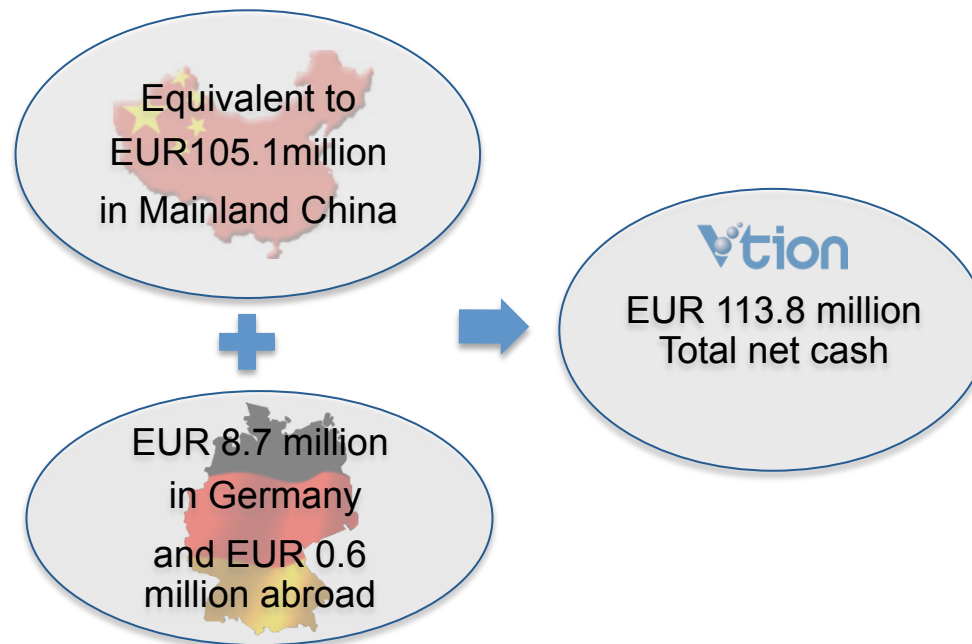 Equivalent to
EUR105.1million
in Mainland China
EUR 8.7 million
in Germany
and EUR 0.6
million abroad
Vtion
EUR 113.8 million
Total net cash